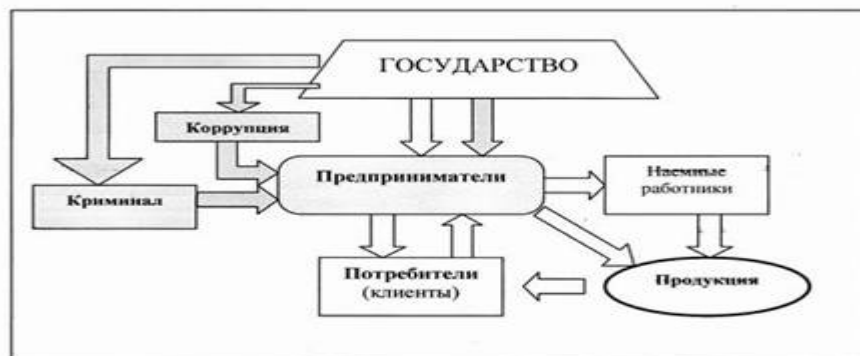 ГОСУДАРСТВО
Коррупция
Предприниматели
Наемные
работники
Криминал
Потребители
(клиенты)
Продукция